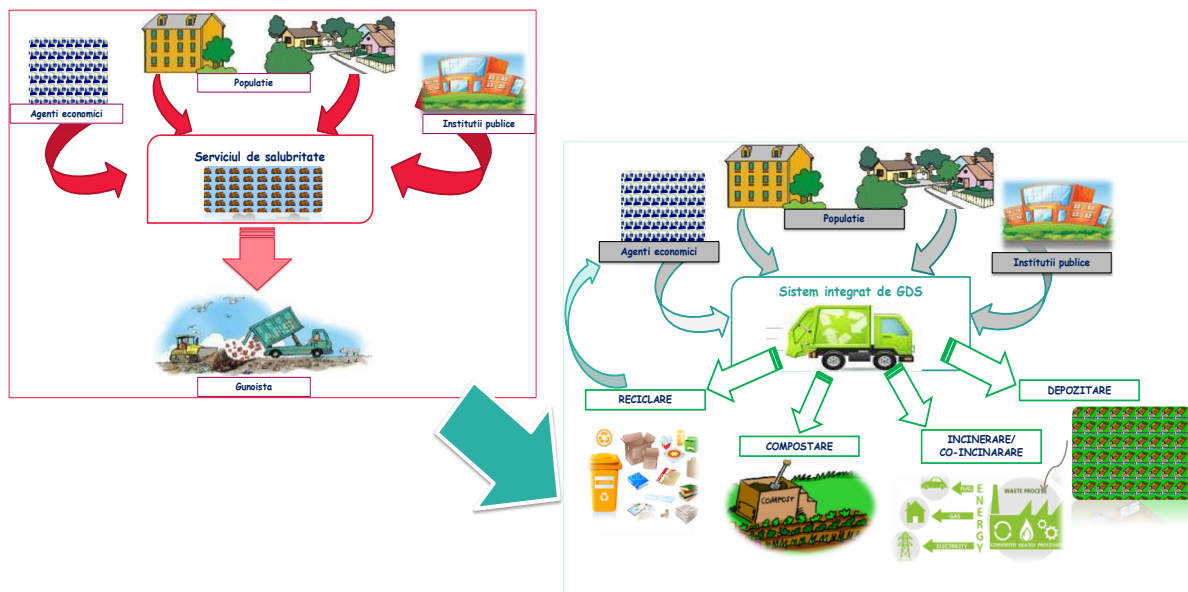 Populatie
Agenti economici
Institutii publice
Serviciul de salubritate
Gunoista
Populatie
Agenti economici
Institutii publice
Sistem integrat de GDS
RECICLARE
DEPOZITARE
COMPOSTARE
INCINERARE/
CO-INCINARARE
COMPOST
FUEL
GAS
ELECTRICITY
ENERGY
WASTE PROCESS